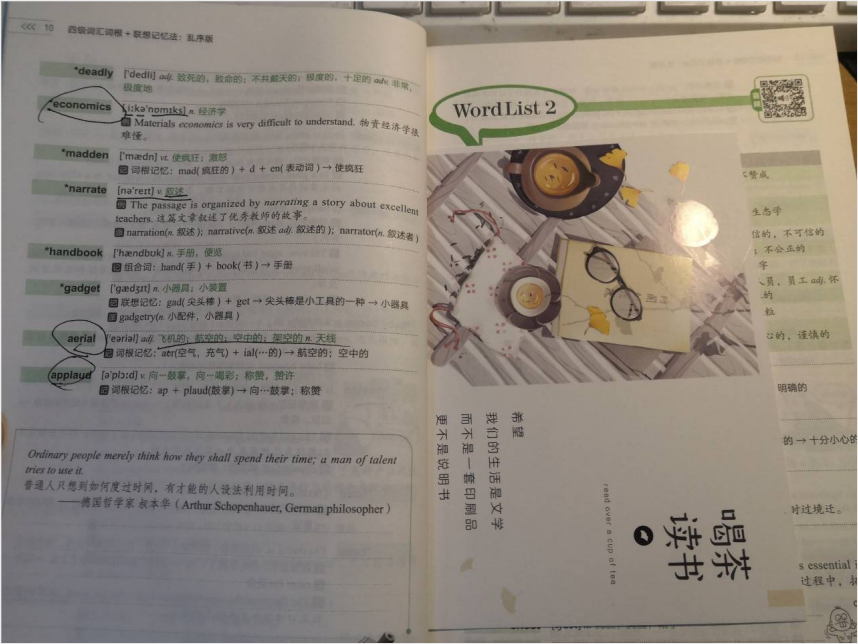 <<< 10 四级词汇词根+联想记忆法：乱序版
*deadly ['dedli] adj. 致死的，致命的；不共戴天的；极度的，十足的 adv. 非常，
极度地
*economics [ˌiːkə'nɒmɪks] n. 经济学
例 Materials economics is very difficult to understand. 物资经济学很
难懂。
*madden ['mædn] vt. 使疯狂；激怒
记 词根记忆：mad(疯狂的) + d + en(表动词) → 使疯狂
*narrate [nə'reɪt] v. 叙述
例 The passage is organized by narrating a story about excellent
teachers. 这篇文章叙述了优秀教师的故事。
派 narration(n. 叙述)；narrative(n. 叙述 adj. 叙述的)；narrator(n. 叙述者)
*handbook ['hændbʊk] n. 手册，便览
记 组合词：hand(手) + book(书) → 手册
*gadget ['ɡædʒɪt] n. 小器具；小装置
记 联想记忆：gad(尖头棒) + get → 尖头棒是小工具的一种 → 小器具
派 gadgetry(n. 小配件，小器具)
aerial ['eəriəl] adj. 飞机的；航空的；空中的；架空的 n. 天线
记 词根记忆：aer(空气、充气) + ial(…的) → 航空的；空中的
applaud [ə'plɔːd] v. 向…鼓掌，向…喝彩；称赞，赞许
记 词根记忆：ap + plaud(鼓掌) → 向…鼓掌；称赞
Ordinary people merely think how they shall spend their time; a man of talent
tries to use it.
普通人只想到如何度过时间，有才能的人设法利用时间。
——德国哲学家 叔本华（Arthur Schopenhauer, German philosopher）
Word List 2
希望
我们的生活是文学
而不是一套印刷品
更不是说明书
read over a cup of tea
喝茶
读书
赞成
生态学
信的，不可信的
不公正的
学
人员，员工 adj. 怀
的
粒
心的，谨慎的
明确的
的 → 十分小心的
时过境迁。
s essential i
过程中，